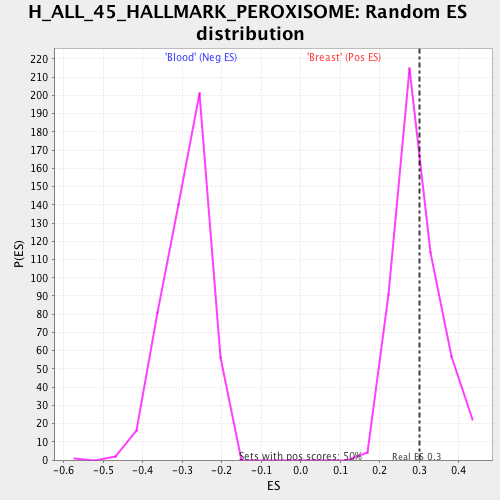 H_ALL_45_HALLMARK_PEROXISOME: Random ES
distribution
'Blood' (Neg ES)
'Breast' (Pos ES)
220
210
200
190
180
170
160
150
140
130
120
110
100
90
80
70
60
50
40
30
20
10
0
P(ES)
Sets with pos scores: 50%
Real ES 0.3
-0.6 -0.5 -0.4 -0.3 -0.2 -0.1 0.0 0.1 0.2 0.3 0.4
ES